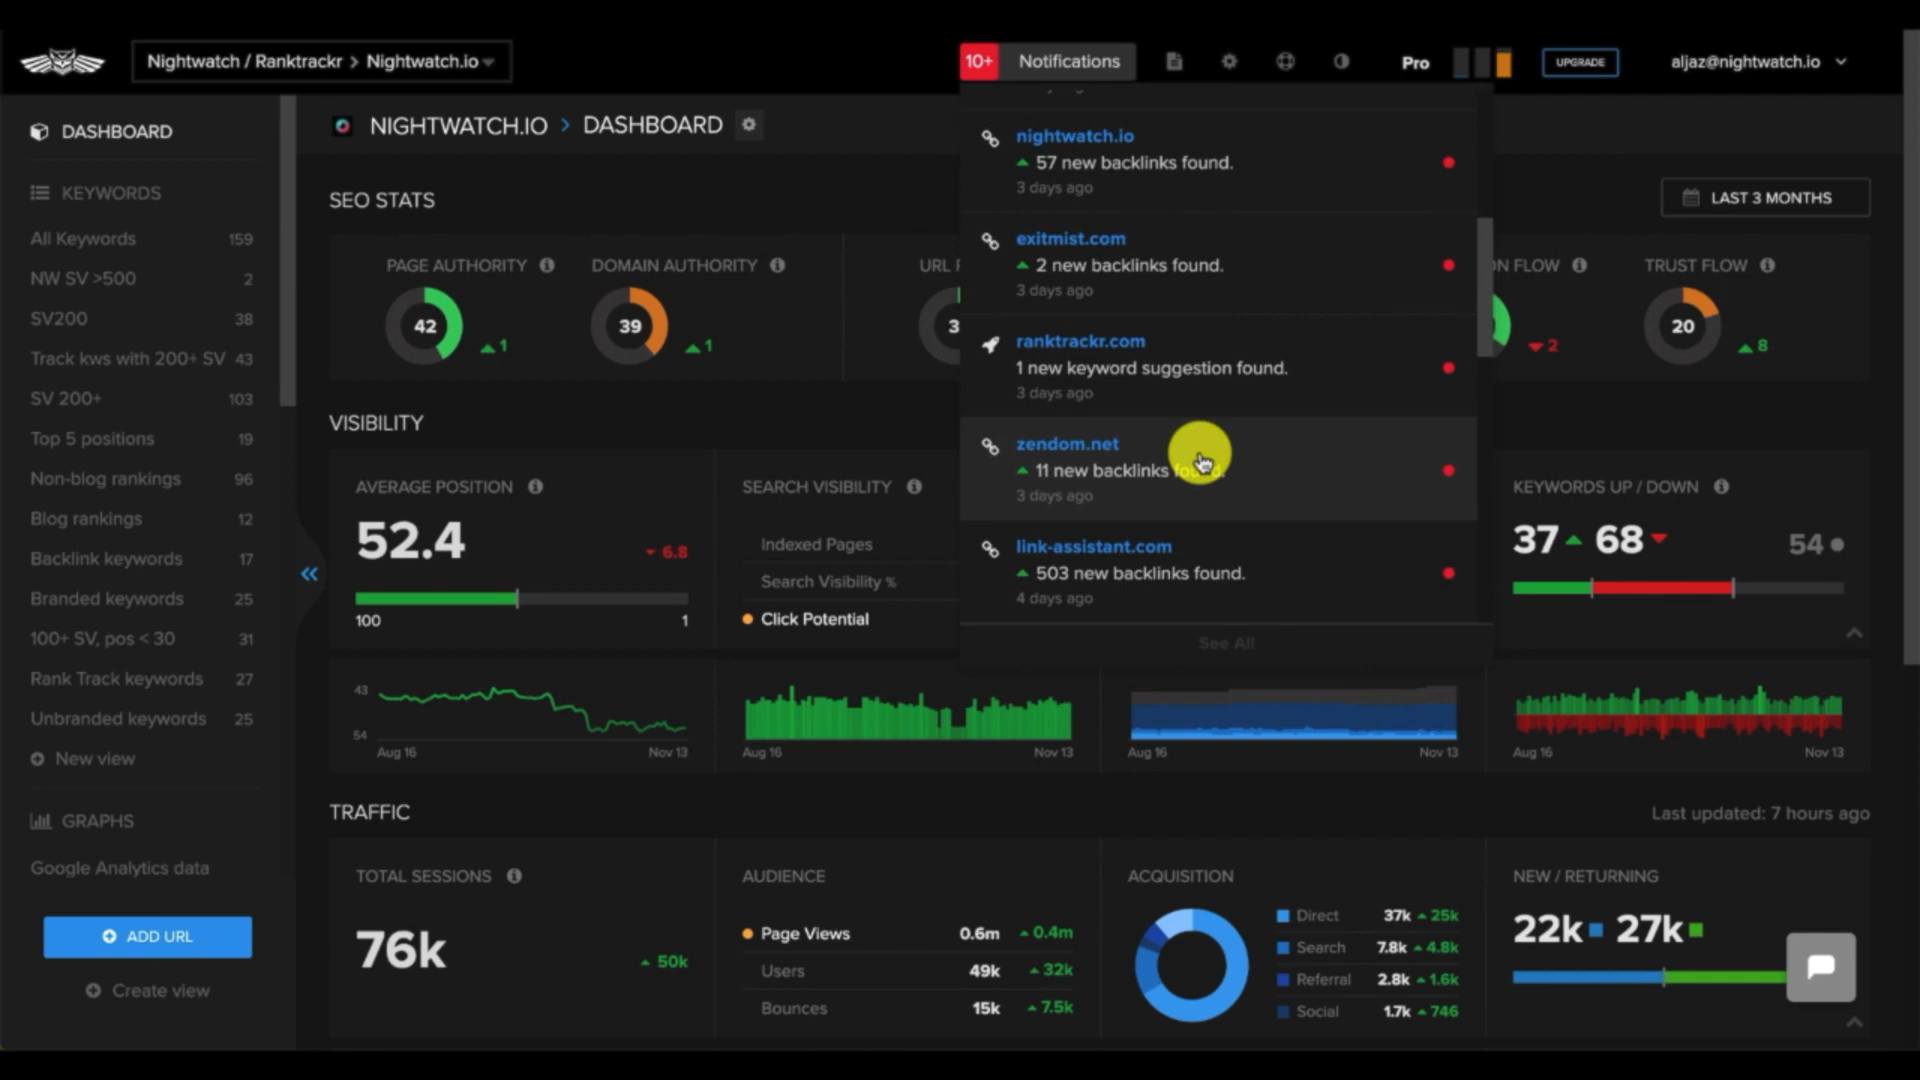 Nightwatch / Ranktrackr > Nightwatch.io
10+ Notifications
Pro
UPGRADE
aljaz@nightwatch.io
DASHBOARD
KEYWORDS
All Keywords 159
NW SV >500 2
SV200 38
Track kws with 200+ SV 43
SV 200+ 103
Top 5 positions 19
Non-blog rankings 96
Blog rankings 12
Backlink keywords 17
Branded keywords 25
100+ SV, pos < 30 31
Rank Track keywords 27
Unbranded keywords 25
New view
GRAPHS
Google Analytics data
ADD URL
Create view
NIGHTWATCH.IO > DASHBOARD
SEO STATS
LAST 3 MONTHS
PAGE AUTHORITY
42
1
DOMAIN AUTHORITY
39
1
URL
3
N FLOW
2
TRUST FLOW
20
8
nightwatch.io
57 new backlinks found.
3 days ago
exitmist.com
2 new backlinks found.
3 days ago
ranktrackr.com
1 new keyword suggestion found.
3 days ago
zendom.net
11 new backlinks found.
3 days ago
link-assistant.com
503 new backlinks found.
4 days ago
See All
VISIBILITY
AVERAGE POSITION
52.4
6.8
100 1
43
54
Aug 16 Nov 13
SEARCH VISIBILITY
Indexed Pages
Search Visibility %
Click Potential
Aug 16 Nov 13
Aug 16 Nov 13
KEYWORDS UP / DOWN
37 68 54
Aug 16 Nov 13
TRAFFIC
Last updated: 7 hours ago
TOTAL SESSIONS
76k
50k
AUDIENCE
Page Views 0.6m 0.4m
Users 49k 32k
Bounces 15k 7.5k
ACQUISITION
Direct 37k 25k
Search 7.8k 4.8k
Referral 2.8k 1.6k
Social 1.7k 746
NEW / RETURNING
22k 27k